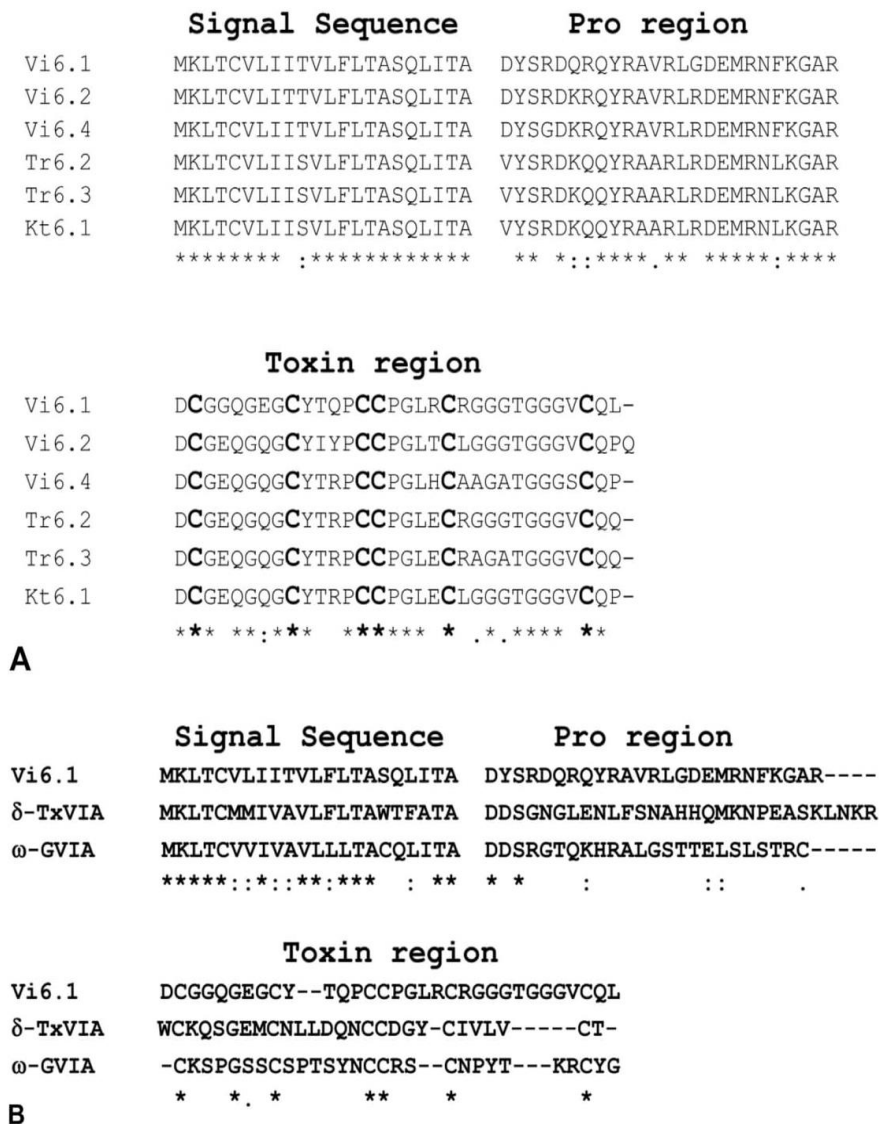 Signal Sequence Pro region
Vi6.1 MKLTCVLIITVLFLTASQLITA DYSRDQRQYRAVRLGDEMRNFKGAR
Vi6.2 MKLTCVLITTVLFLTASQLITA DYSRDKRQYRAVRLRDEMRNFKGAR
Vi6.4 MKLTCVLITTVLFLTASQLITA DYSGDKRQYRAVRLRDEMRNFKGAR
Tr6.2 MKLTCVLIISVLFLTASQLITA VYSRDKQQYRAARLRDEMRNLKGAR
Tr6.3 MKLTCVLIISVLFLTASQLITA VYSRDKQQYRAARLRDEMRNLKGAR
Kt6.1 MKLTCVLIISVLFLTASQLITA VYSRDKQQYRAARLRDEMRNLKGAR
******** :************ ** *::****.** *****:****
Toxin region
Vi6.1 DCGGQGEGCYTQPCCPGLRCRGGGTGGGVCQL-
Vi6.2 DCGEQGQGCYIYPCCPGLTCLGGGTGGGVCQPQ
Vi6.4 DCGEQGQGCYTRPCCPGLHCAAGATGGGSCQP-
Tr6.2 DCGEQGQGCYTRPCCPGLECRGGGTGGGVCQQ-
Tr6.3 DCGEQGQGCYTRPCCPGLECRAGATGGGVCQQ-
Kt6.1 DCGEQGQGCYTRPCCPGLECLGGGTGGGVCQP-
*** **:*** ****** * .*.**** **
A
Signal Sequence Pro region
Vi6.1 MKLTCVLIITVLFLTASQLITA DYSRDQRQYRAVRLGDEMRNFKGAR----
δ-TxVIA MKLTCMMIVAVLFLTAWTFATA DDSGNGLENLFSNAHHQMKNPEASKLNKR
ω-GVIA MKLTCVVIVAVLLLTACQLITA DDSRGTQKHRALGSTTELSLSTRC-----
*****::*::**:*** : ** * * : :: .
Toxin region
Vi6.1 DCGGQGEGCY--TQPCCPGLRCRGGGTGGGVCQL
δ-TxVIA WCKQSGEMCNLLDQNCCDGY-CIVLV-----CT-
ω-GVIA -CKSPGSSCSPTSYNCCRS--CNPYT---KRCYG
* *. * ** * *
B